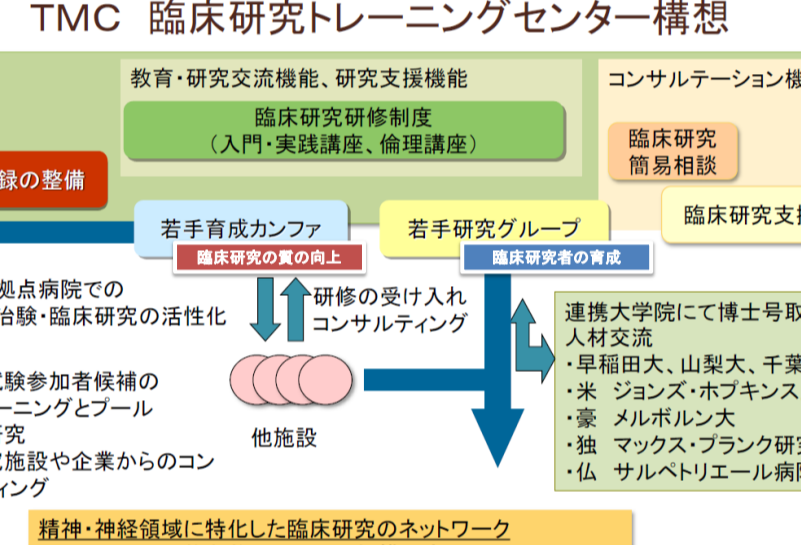 TMC 臨床研究トレーニングセンター構想
教育・研究交流機能、研究支援機能
臨床研究研修制度
（入門・実践講座、倫理講座）
コンサルテーション機
臨床研究
簡易相談
録の整備
若手育成カンファ
臨床研究の質の向上
若手研究グループ
臨床研究者の育成
臨床研究支援
拠点病院での
治験・臨床研究の活性化
研修の受け入れ
コンサルティング
連携大学院にて博士号取
人材交流
・早稲田大、山梨大、千葉
・米 ジョンズ・ホプキンス
・豪 メルボルン大
・独 マックス・プランク研究
・仏 サルペトリエール病院
試験参加者候補の
ーニングとプール
研究
施設や企業からのコン
ィング
他施設
精神・神経領域に特化した臨床研究のネットワーク